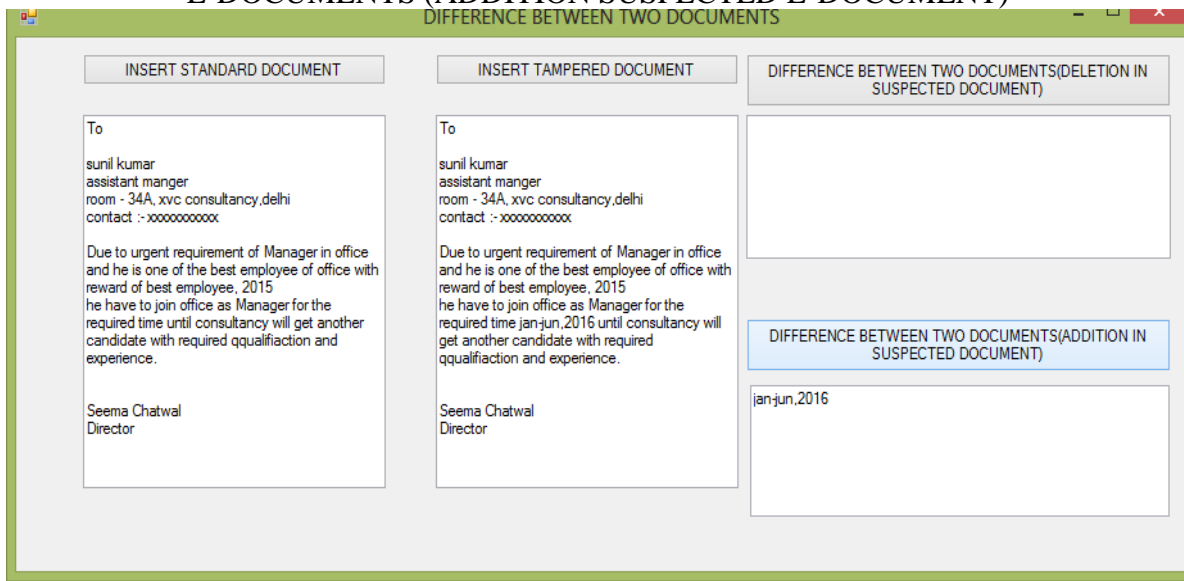 E-DOCUMENTS (ADDITION SUSPECTED E-DOCUMENT)
DIFFERENCE BETWEEN TWO DOCUMENTS
INSERT STANDARD DOCUMENT
To
sunil kumar
assistant manger
room - 34A, xvc consultancy,delhi
contact :- xxxxxxxxxxx
Due to urgent requirement of Manager in office
and he is one of the best employee of office with
reward of best employee, 2015
he have to join office as Manager for the
required time until consultancy will get another
candidate with required qqualifiaction and
experience.
Seema Chatwal
Director
INSERT TAMPERED DOCUMENT
To
sunil kumar
assistant manger
room - 34A, xvc consultancy,delhi
contact :- xxxxxxxxxxx
Due to urgent requirement of Manager in office
and he is one of the best employee of office with
reward of best employee, 2015
he have to join office as Manager for the
required time jan-jun,2016 until consultancy will
get another candidate with required
qqualifiaction and experience.
Seema Chatwal
Director
DIFFERENCE BETWEEN TWO DOCUMENTS(DELETION IN
SUSPECTED DOCUMENT)
DIFFERENCE BETWEEN TWO DOCUMENTS(ADDITION IN
SUSPECTED DOCUMENT)
jan-jun,2016